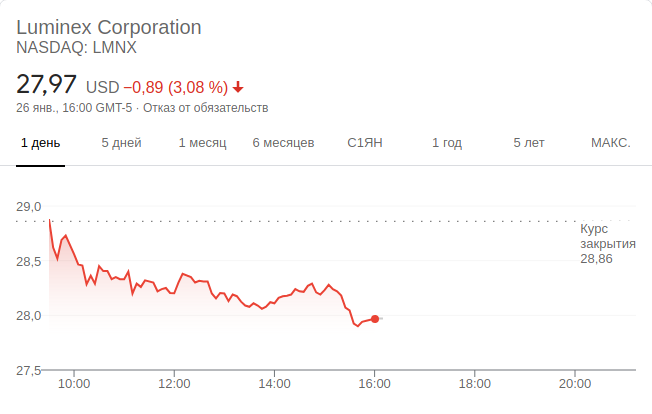 Luminex Corporation
NASDAQ: LMNX
27,97 USD −0,89 (3,08 %)
26 янв., 16:00 GMT-5 · Отказ от обязательств
1 день 5 дней 1 месяц 6 месяцев С1ЯН 1 год 5 лет МАКС.
29,0
Курс
закрытия
28,86
28,5
28,0
27,5
10:00 12:00 14:00 16:00 18:00 20:00